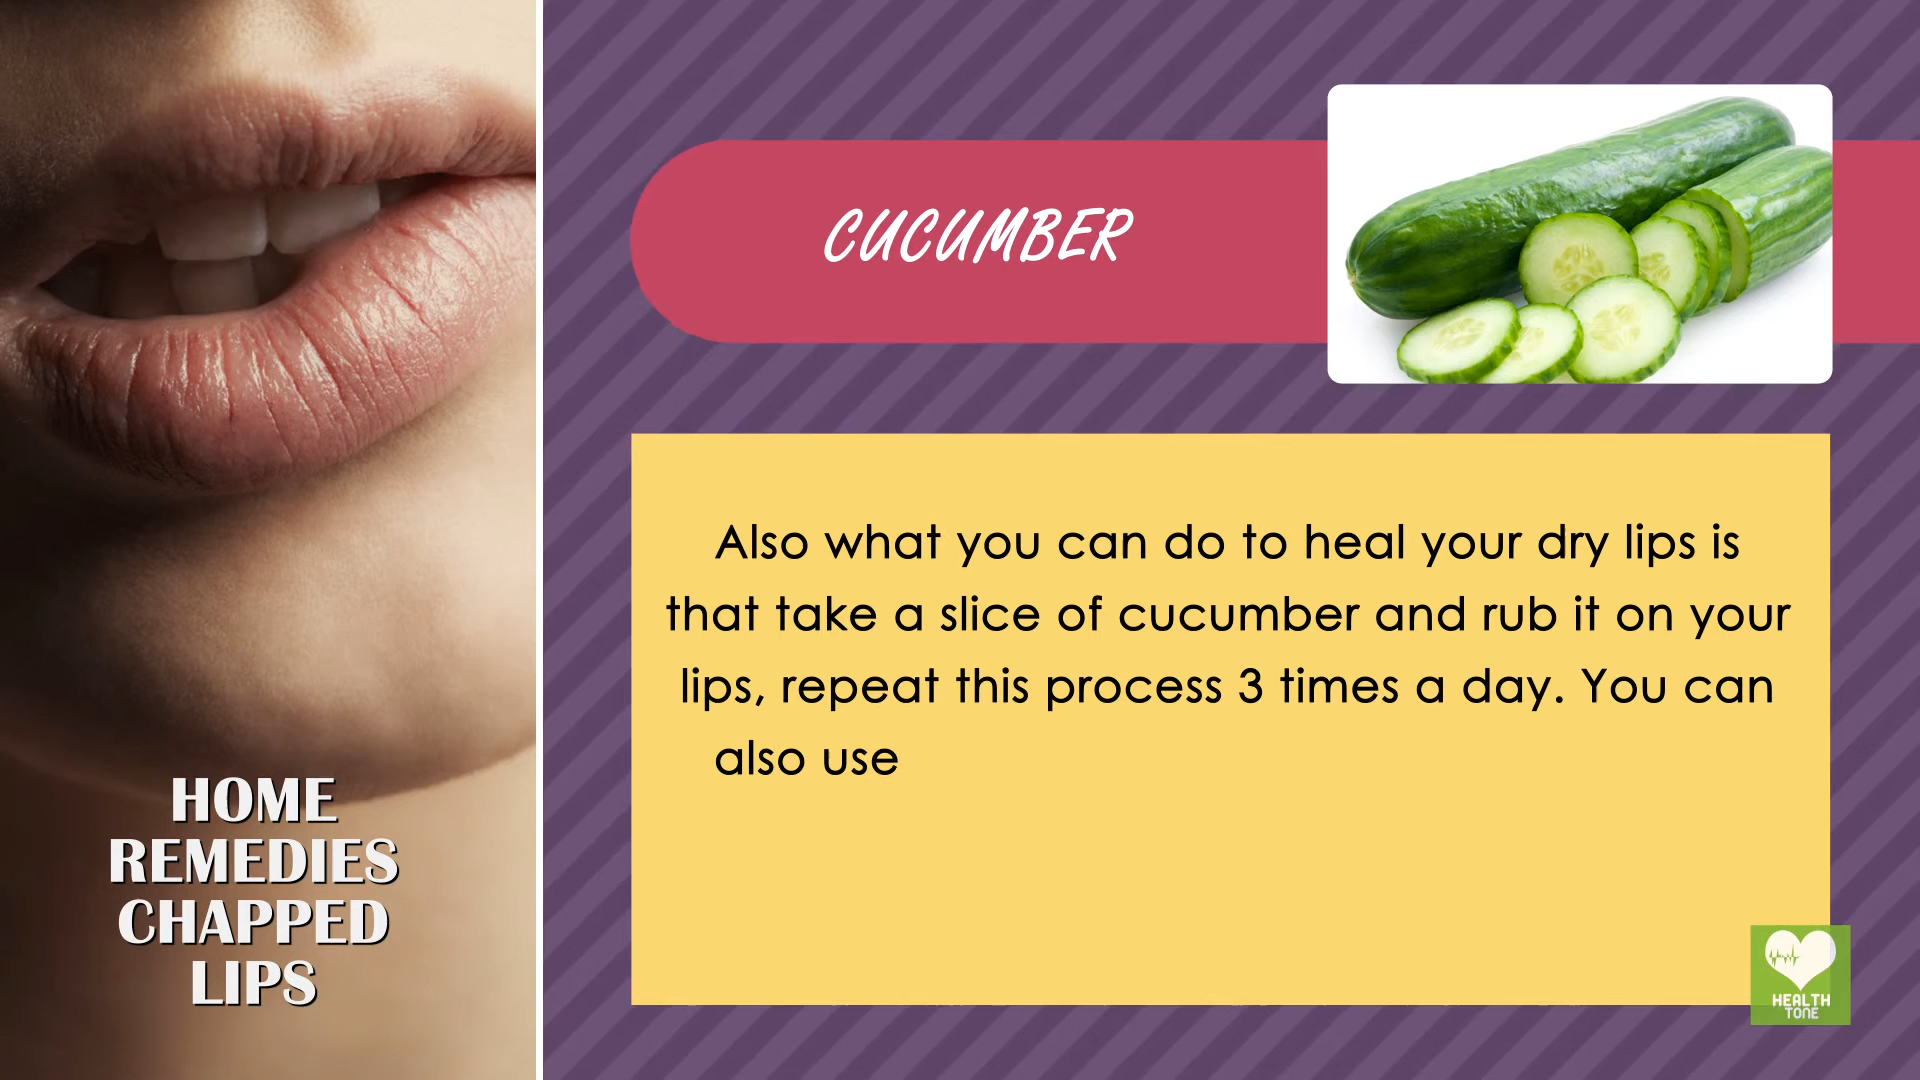 CUCUMBER
Also what you can do to heal your dry lips is
that take a slice of cucumber and rub it on your
lips, repeat this process 3 times a day. You can
also use
HOME
REMEDIES
CHAPPED
LIPS
HEALTH
TONE